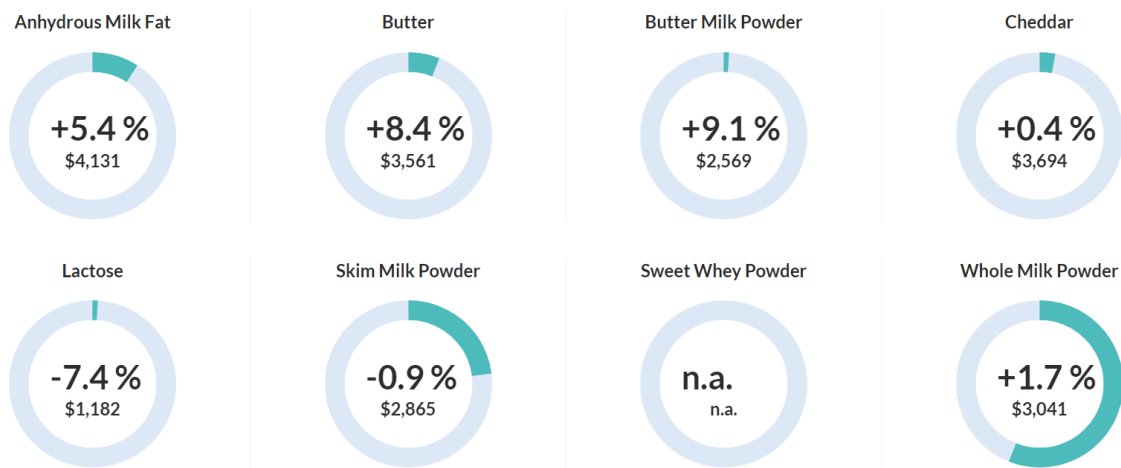 Anhydrous Milk Fat
Butter
Butter Milk Powder
Cheddar
+5.4 %
$4,131
+8.4 %
$3,561
+9.1 %
$2,569
+0.4 %
$3,694
Lactose
Skim Milk Powder
Sweet Whey Powder
Whole Milk Powder
-7.4 %
$1,182
-0.9 %
$2,865
n.a.
n.a.
+1.7 %
$3,041